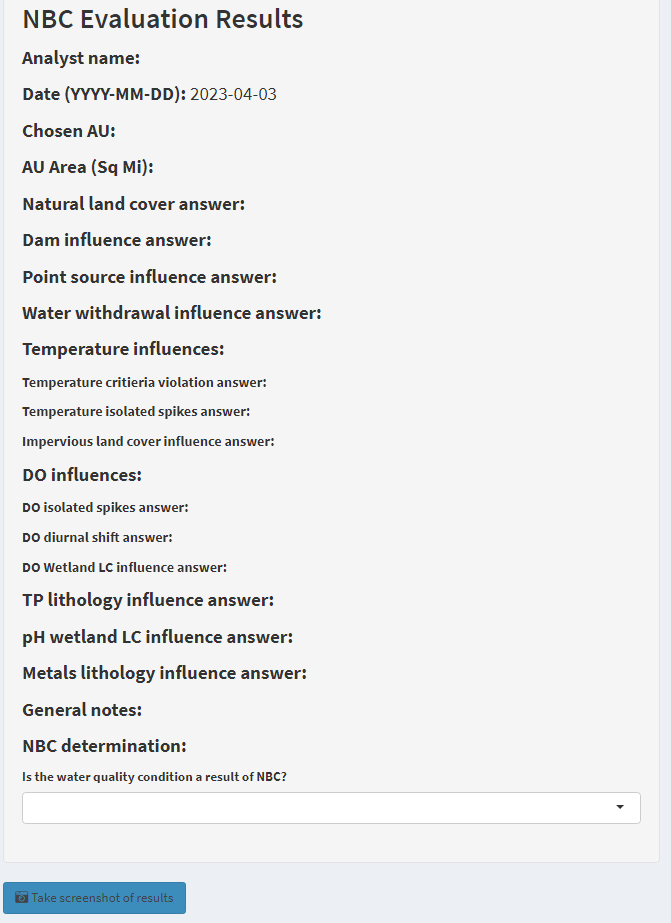 NBC Evaluation Results
Analyst name:
Date (YYYY-MM-DD): 2023-04-03
Chosen AU:
AU Area (Sq Mi):
Natural land cover answer:
Dam influence answer:
Point source influence answer:
Water withdrawal influence answer:
Temperature influences:
Temperature critieria violation answer:
Temperature isolated spikes answer:
Impervious land cover influence answer:
DO influences:
DO isolated spikes answer:
DO diurnal shift answer:
DO Wetland LC influence answer:
TP lithology influence answer:
pH wetland LC influence answer:
Metals lithology influence answer:
General notes:
NBC determination:
Is the water quality condition a result of NBC?
Take screenshot of results